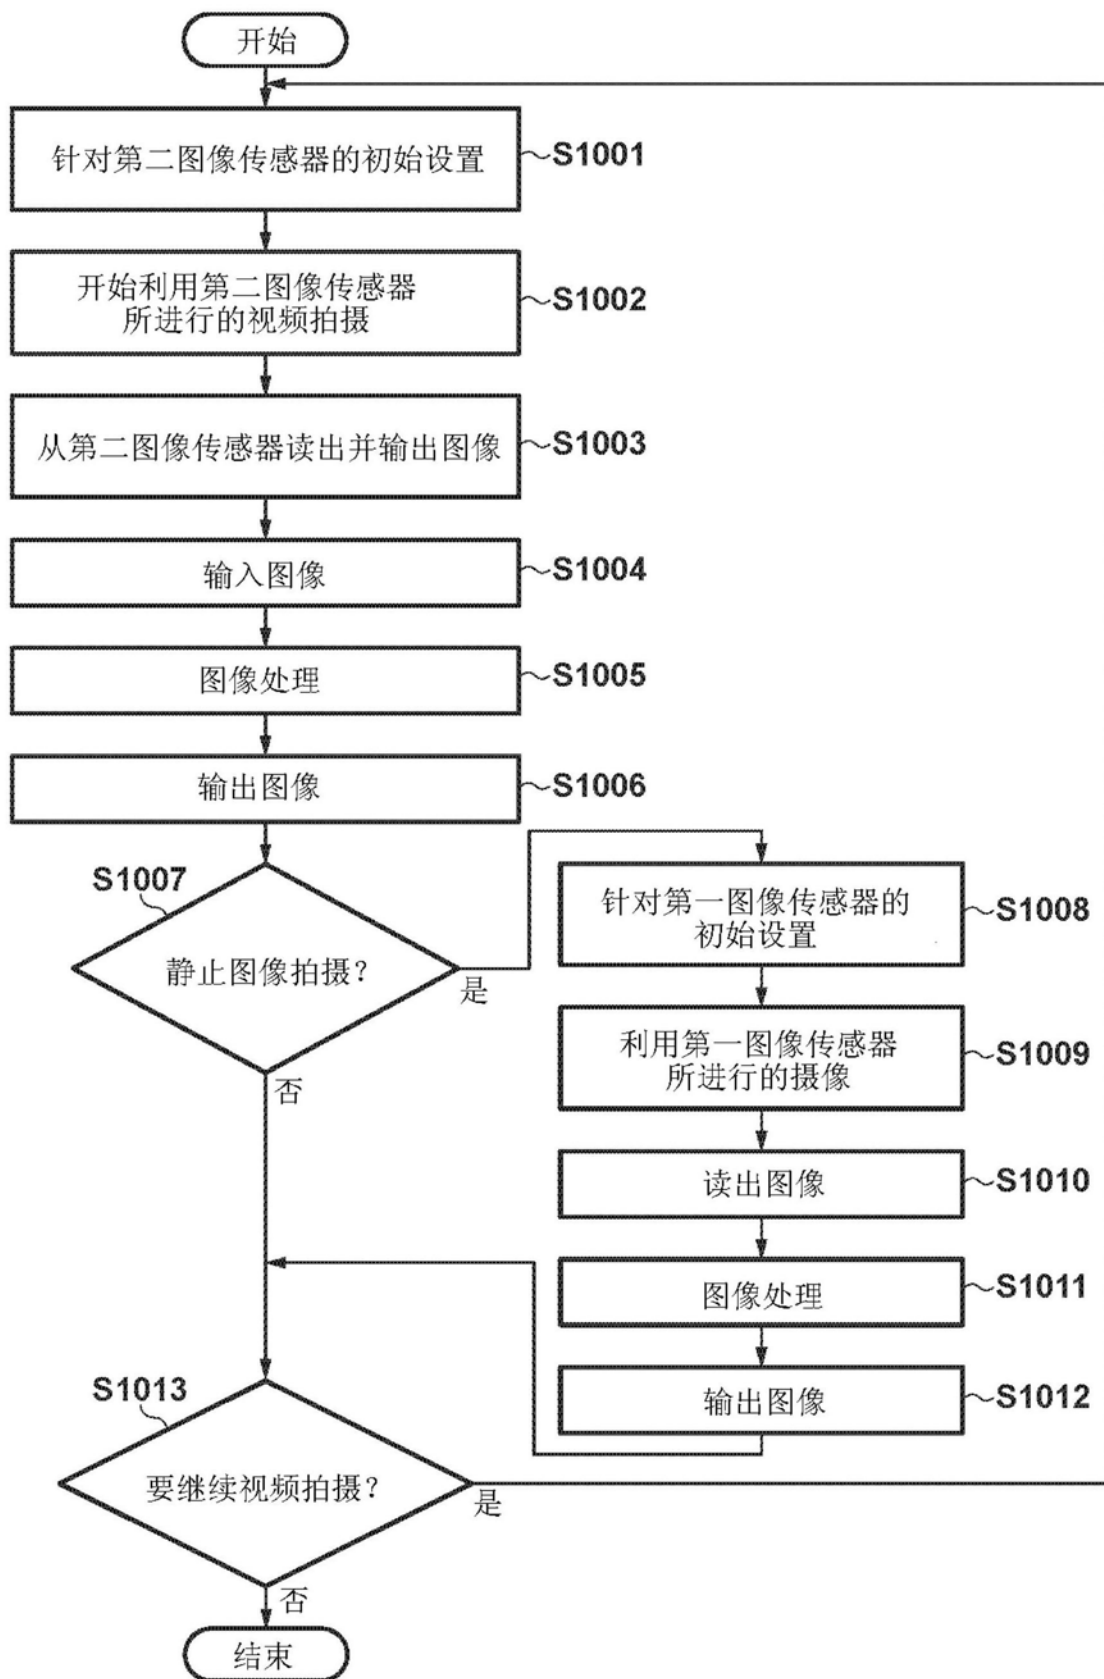 开始
针对第二图像传感器的初始设置
S1001
开始利用第二图像传感器
所进行的视频拍摄
S1002
从第二图像传感器读出并输出图像
S1003
输入图像
S1004
图像处理
S1005
输出图像
S1006
S1007
静止图像拍摄?
是
否
针对第一图像传感器的
初始设置
S1008
利用第一图像传感器
所进行的摄像
S1009
读出图像
S1010
图像处理
S1011
输出图像
S1012
S1013
要继续视频拍摄?
是
否
结束